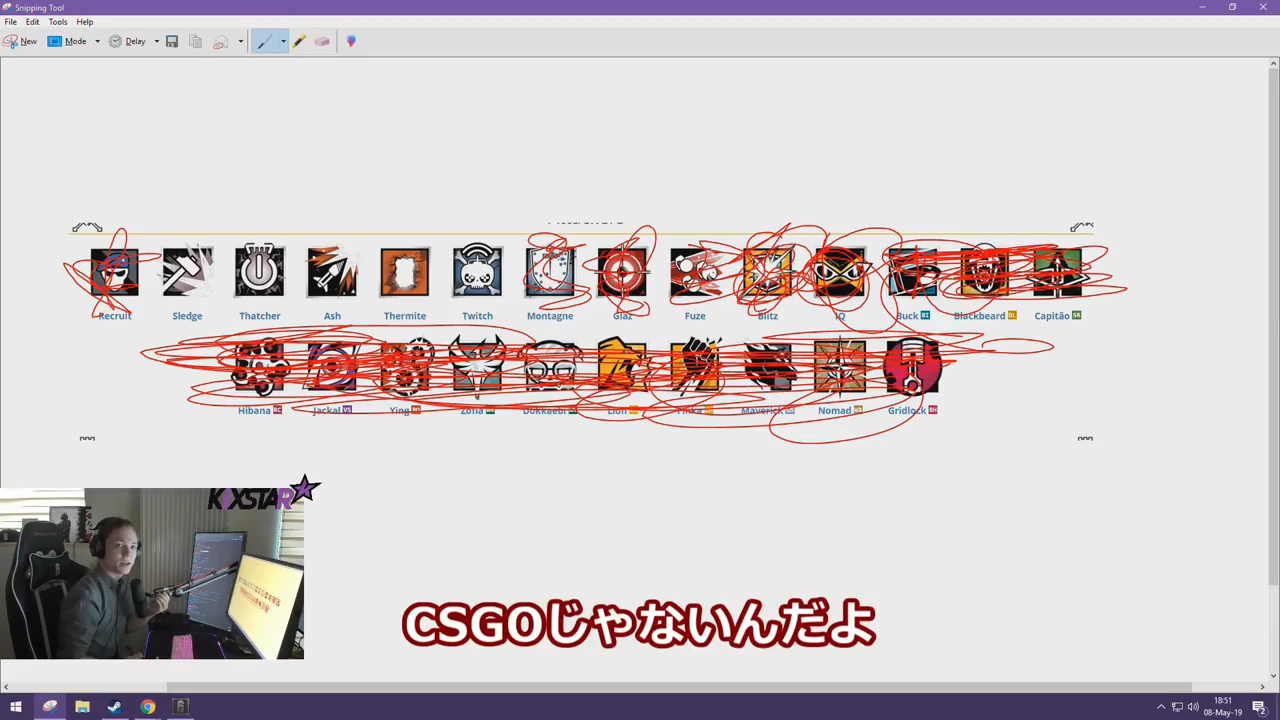 Snipping Tool
File Edit Tools Help
New Mode Delay
Recruit Sledge Thatcher Ash Thermite Twitch Montagne Glaz Fuze Blitz IQ Buck Blackbeard Capitão
Hibana Jackal Ying Zofia Dokkaebi Lion Finka Maverick Nomad Gridlock
KIXSTAR
CSGOじゃないんだよ
18:51
08-May-19
2